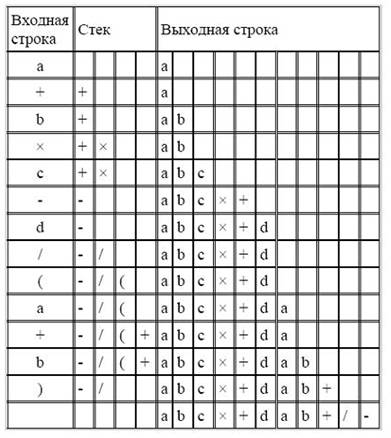 Входная строка Стек Выходная строка
a a
+ + a
b + a b
× + × a b
c + × a b c
- - a b c × +
d - a b c × + d
/ - / a b c × + d
( - / ( a b c × + d
a - / ( a b c × + d a
+ - / ( + a b c × + d a
b - / ( + a b c × + d a b
) - / a b c × + d a b +
a b c × + d a b + / -